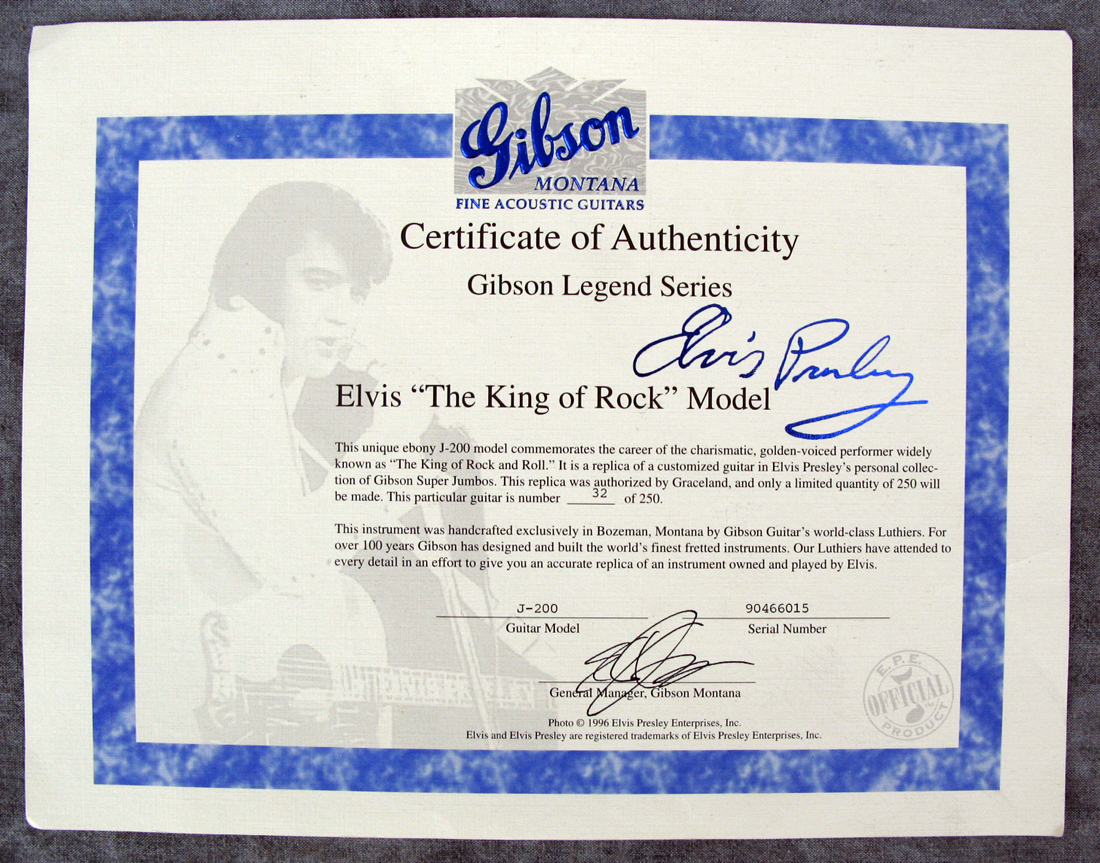 Gibson
MONTANA
FINE ACOUSTIC GUITARS
Certificate of Authenticity
Gibson Legend Series
Elvis Presley
Elvis “The King of Rock” Model
This unique ebony J-200 model commemorates the career of the charismatic, golden-voiced performer widely
known as “The King of Rock and Roll.” It is a replica of a customized guitar in Elvis Presley’s personal collec-
tion of Gibson Super Jumbos. This replica was authorized by Graceland, and only a limited quantity of 250 will
be made. This particular guitar is number 32 of 250.
This instrument was handcrafted exclusively in Bozeman, Montana by Gibson Guitar’s world-class Luthiers. For
over 100 years Gibson has designed and built the world’s finest fretted instruments. Our Luthiers have attended to
every detail in an effort to give you an accurate replica of an instrument owned and played by Elvis.
J-200 90466015
Guitar Model Serial Number
General Manager, Gibson Montana
Photo © 1996 Elvis Presley Enterprises, Inc.
Elvis and Elvis Presley are registered trademarks of Elvis Presley Enterprises, Inc.
E.P.E.
OFFICIAL
PRODUCT